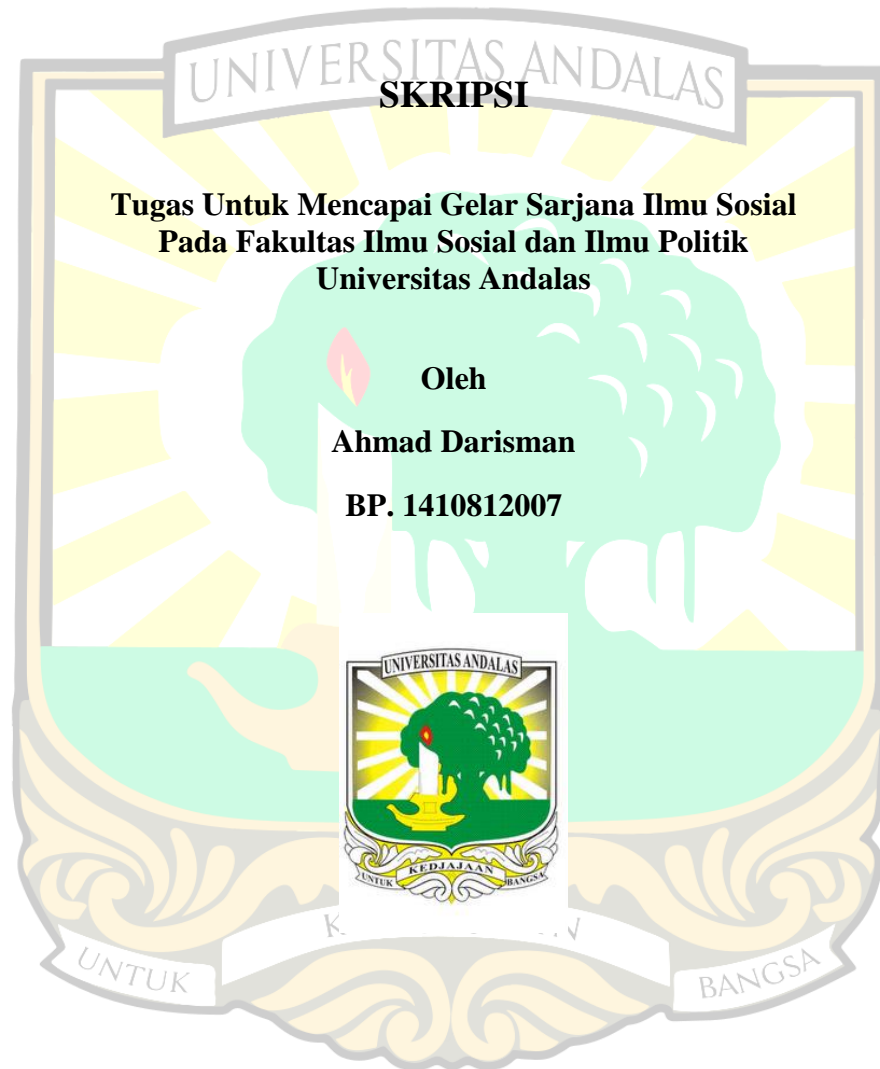 UNIVERSITAS ANDALAS
SKRIPSI
Tugas Untuk Mencapai Gelar Sarjana Ilmu Sosial
Pada Fakultas Ilmu Sosial dan Ilmu Politik
Universitas Andalas
Oleh
Ahmad Darisman
BP. 1410812007
UNIVERSITAS ANDALAS
UNTUK KEDJAJAAN BANGSA
UNTUK BANGSA